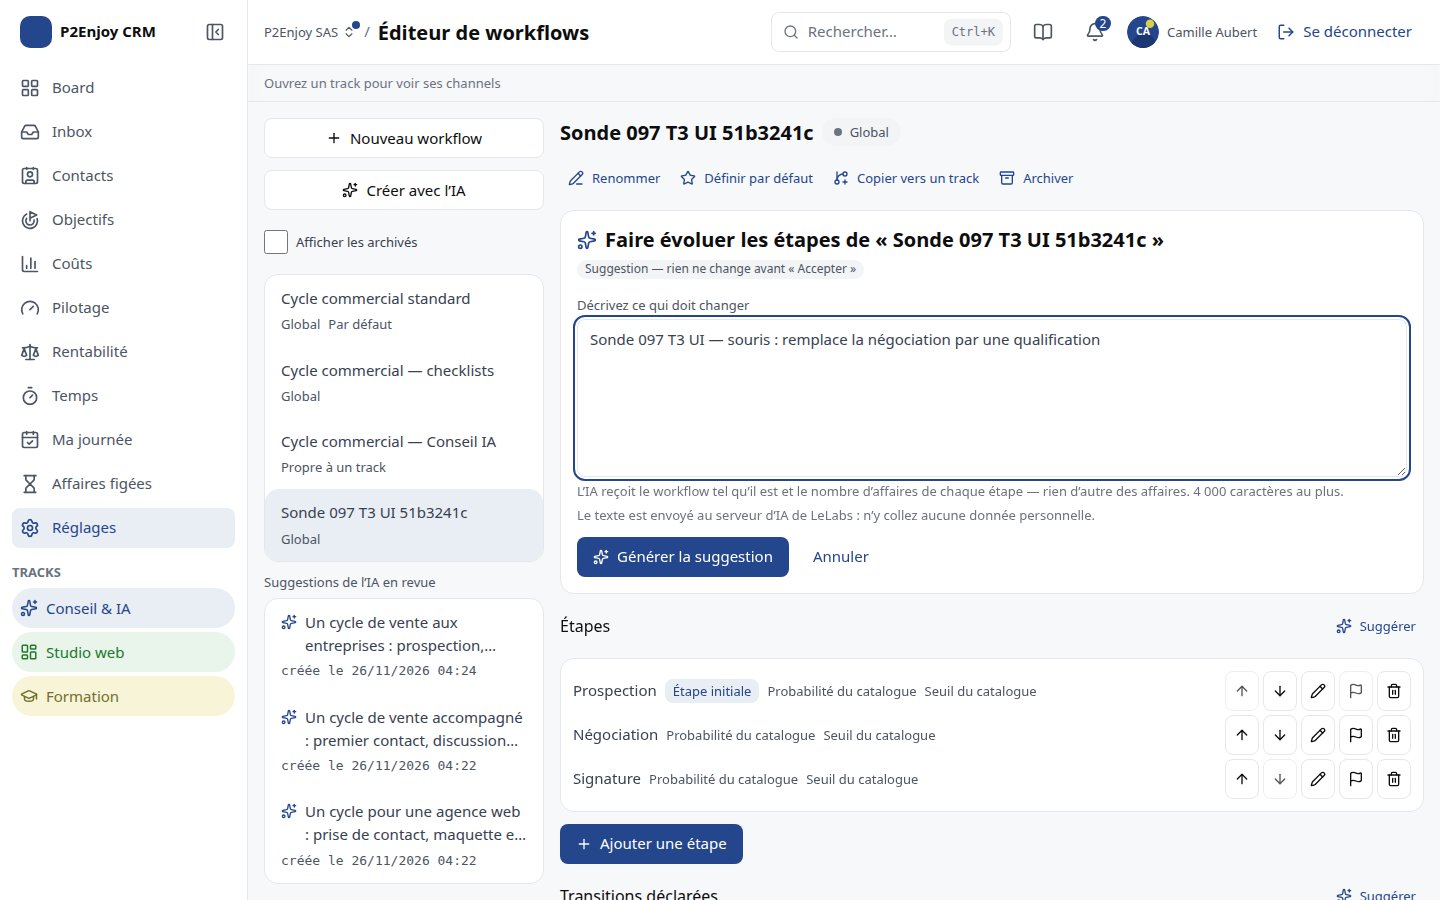 P2Enjoy CRM
Board
Inbox
Contacts
Objectifs
Coûts
Pilotage
Rentabilité
Temps
Ma journée
Affaires figées
Réglages
TRACKS
Conseil & IA
Studio web
Formation
P2Enjoy SAS / Éditeur de workflows
Rechercher... Ctrl+K
2
CA Camille Aubert
Se déconnecter
Ouvrez un track pour voir ses channels
Nouveau workflow
Créer avec l’IA
Afficher les archivés
Cycle commercial standard
Global Par défaut
Cycle commercial — checklists
Global
Cycle commercial — Conseil IA
Propre à un track
Sonde 097 T3 UI 51b3241c
Global
Suggestions de l’IA en revue
Un cycle de vente aux
entreprises : prospection,...
créée le 26/11/2026 04:24
Un cycle de vente accompagné
: premier contact, discussion...
créée le 26/11/2026 04:22
Un cycle pour une agence web
: prise de contact, maquette e...
créée le 26/11/2026 04:22
Sonde 097 T3 UI 51b3241c Global
Renommer Définir par défaut Copier vers un track Archiver
Faire évoluer les étapes de « Sonde 097 T3 UI 51b3241c »
Suggestion — rien ne change avant « Accepter »
Décrivez ce qui doit changer
Sonde 097 T3 UI — souris : remplace la négociation par une qualification
L’IA reçoit le workflow tel qu’il est et le nombre d’affaires de chaque étape — rien d’autre des affaires. 4 000 caractères au plus.
Le texte est envoyé au serveur d’IA de LeLabs : n’y collez aucune donnée personnelle.
Générer la suggestion Annuler
Étapes Suggérer
Prospection Étape initiale Probabilité du catalogue Seuil du catalogue
Négociation Probabilité du catalogue Seuil du catalogue
Signature Probabilité du catalogue Seuil du catalogue
Ajouter une étape
Transitions déclarées Suggérer